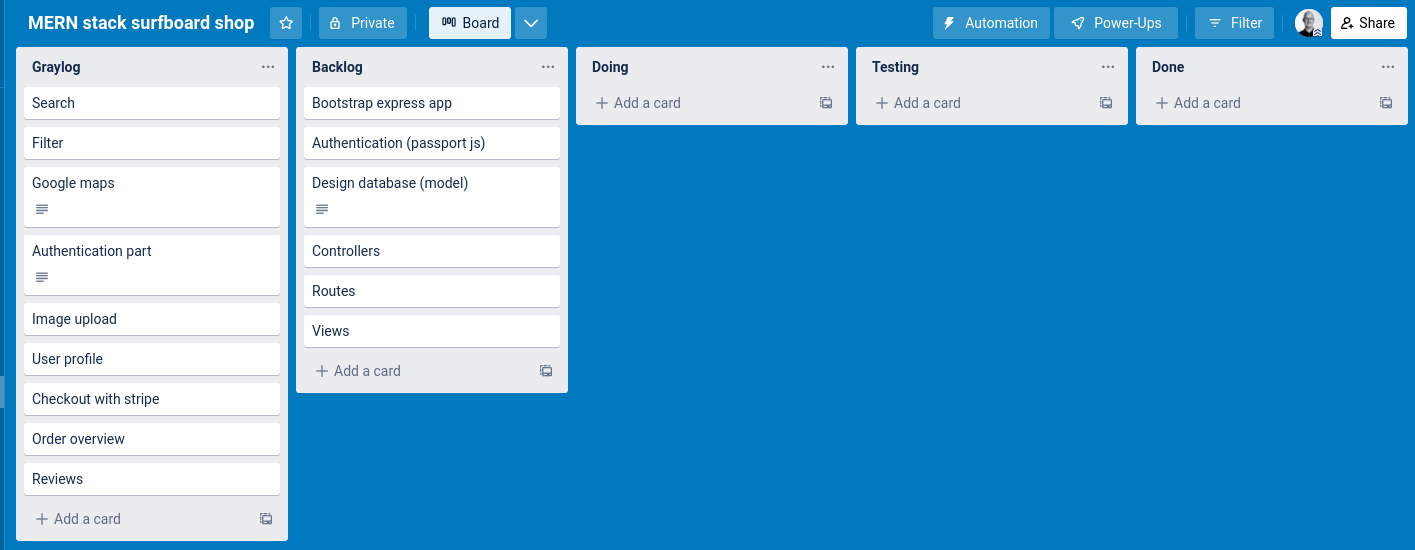 MERN stack surfboard shop
Private
Board
Automation
Power-Ups
Filter
Share
Graylog
Search
Filter
Google maps
Authentication part
Image upload
User profile
Checkout with stripe
Order overview
Reviews
Add a card
Backlog
Bootstrap express app
Authentication (passport js)
Design database (model)
Controllers
Routes
Views
Add a card
Doing
Add a card
Testing
Add a card
Done
Add a card